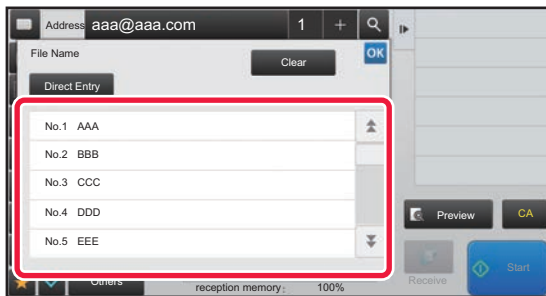 Address aaa@aaa.com 1 +
File Name
Clear
OK
Direct Entry
No.1 AAA
No.2 BBB
No.3 CCC
No.4 DDD
No.5 EEE
Preview
CA
Receive
Start
Others
reception memory: 100%